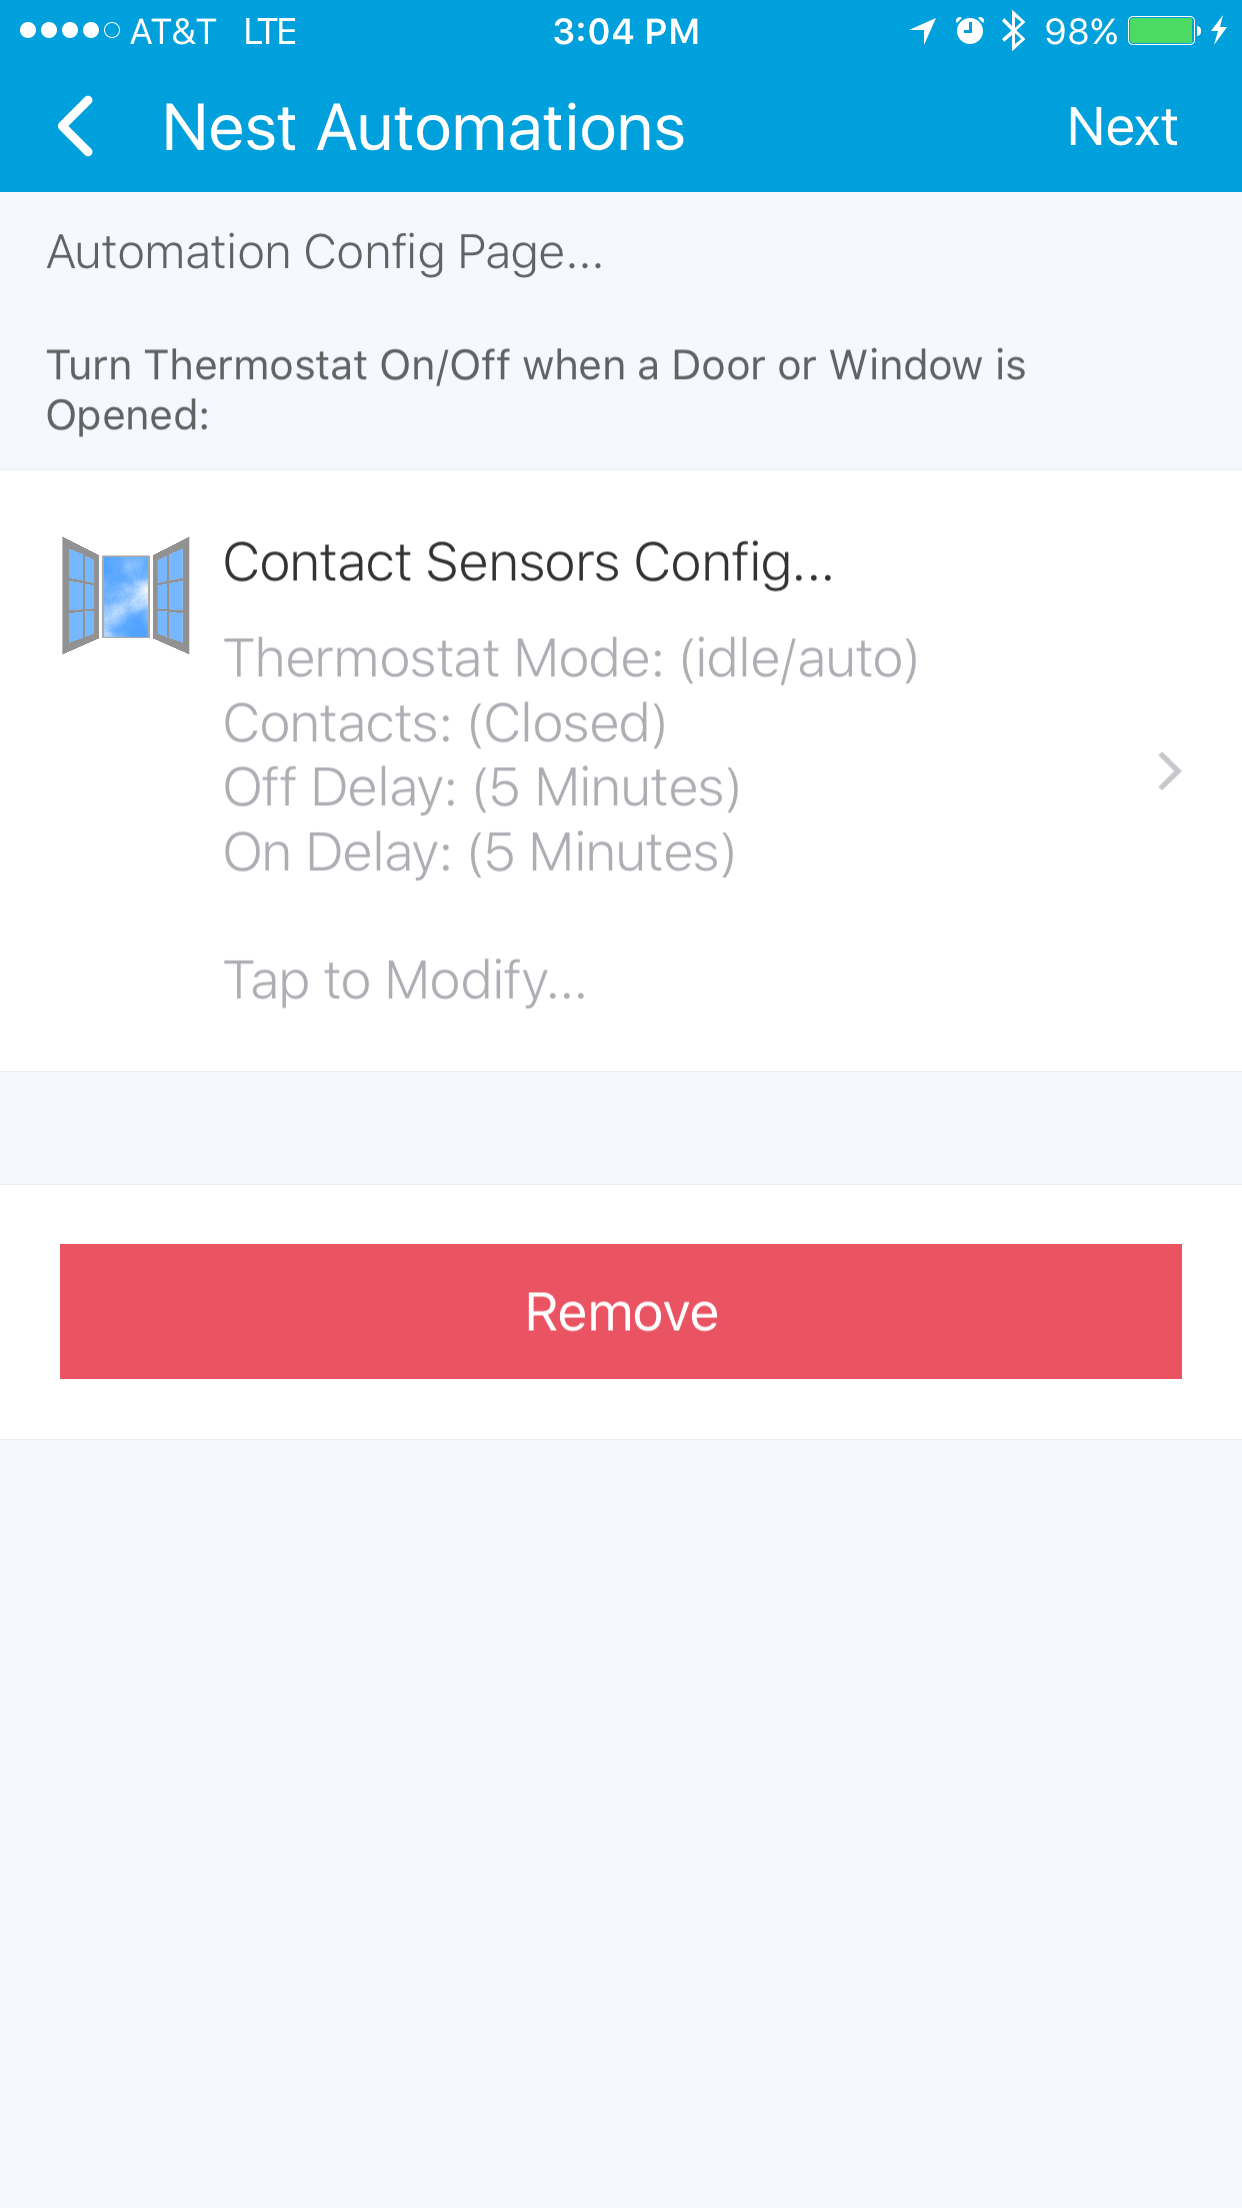 AT&T LTE 3:04 PM 98%
Nest Automations Next
Automation Config Page...
Turn Thermostat On/Off when a Door or Window is
Opened:
Contact Sensors Config...
Thermostat Mode: (idle/auto)
Contacts: (Closed)
Off Delay: (5 Minutes)
On Delay: (5 Minutes)
Tap to Modify...
Remove